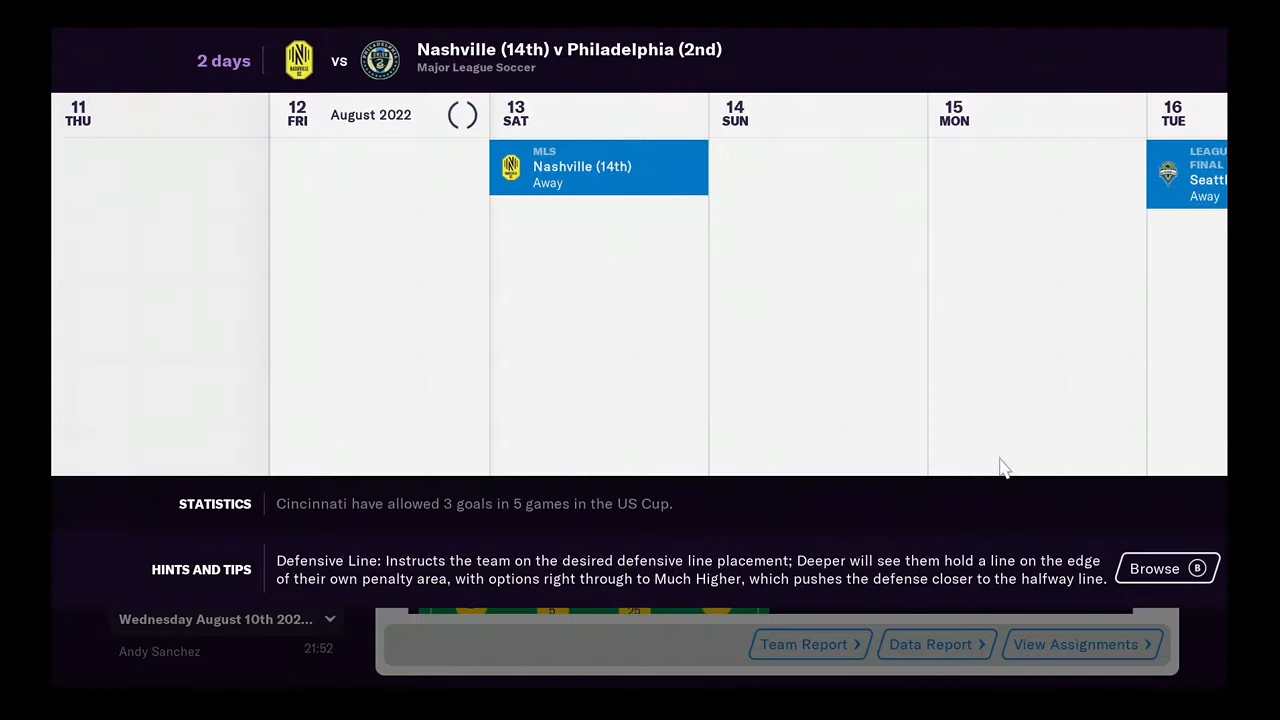 2 days
vs
Nashville (14th) v Philadelphia (2nd)
Major League Soccer
11
THU
12
FRI
August 2022
13
SAT
14
SUN
15
MON
16
TUE
MLS
Nashville (14th)
Away
LEAGU
FINAL
Seattl
Away
STATISTICS
Cincinnati have allowed 3 goals in 5 games in the US Cup.
HINTS AND TIPS
Defensive Line: Instructs the team on the desired defensive line placement; Deeper will see them hold a line on the edge
of their own penalty area, with options right through to Much Higher, which pushes the defense closer to the halfway line.
Browse B
Wednesday August 10th 202...
Andy Sanchez
21:52
Team Report
Data Report
View Assignments